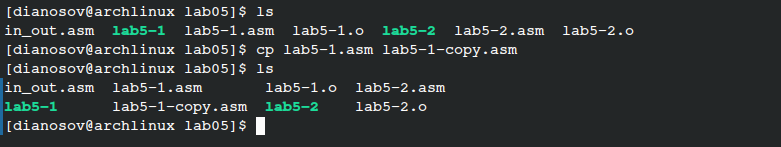 [dianosov@archlinux lab05]$ ls
in_out.asm  lab5-1  lab5-1.asm  lab5-1.o  lab5-2  lab5-2.asm  lab5-2.o
[dianosov@archlinux lab05]$ cp lab5-1.asm lab5-1-copy.asm
[dianosov@archlinux lab05]$ ls
in_out.asm  lab5-1.asm       lab5-1.o  lab5-2.asm
lab5-1      lab5-1-copy.asm  lab5-2    lab5-2.o
[dianosov@archlinux lab05]$